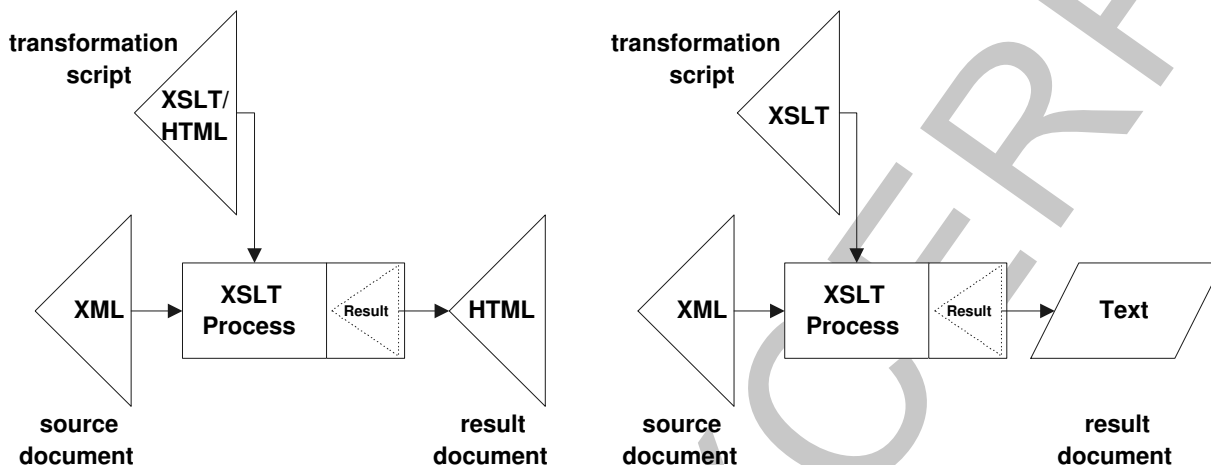 transformation
script
XSLT/
HTML
XML
XSLT
Process
Result
HTML
source
document
result
document
transformation
script
XSLT
XML
XSLT
Process
Result
Text
source
document
result
document